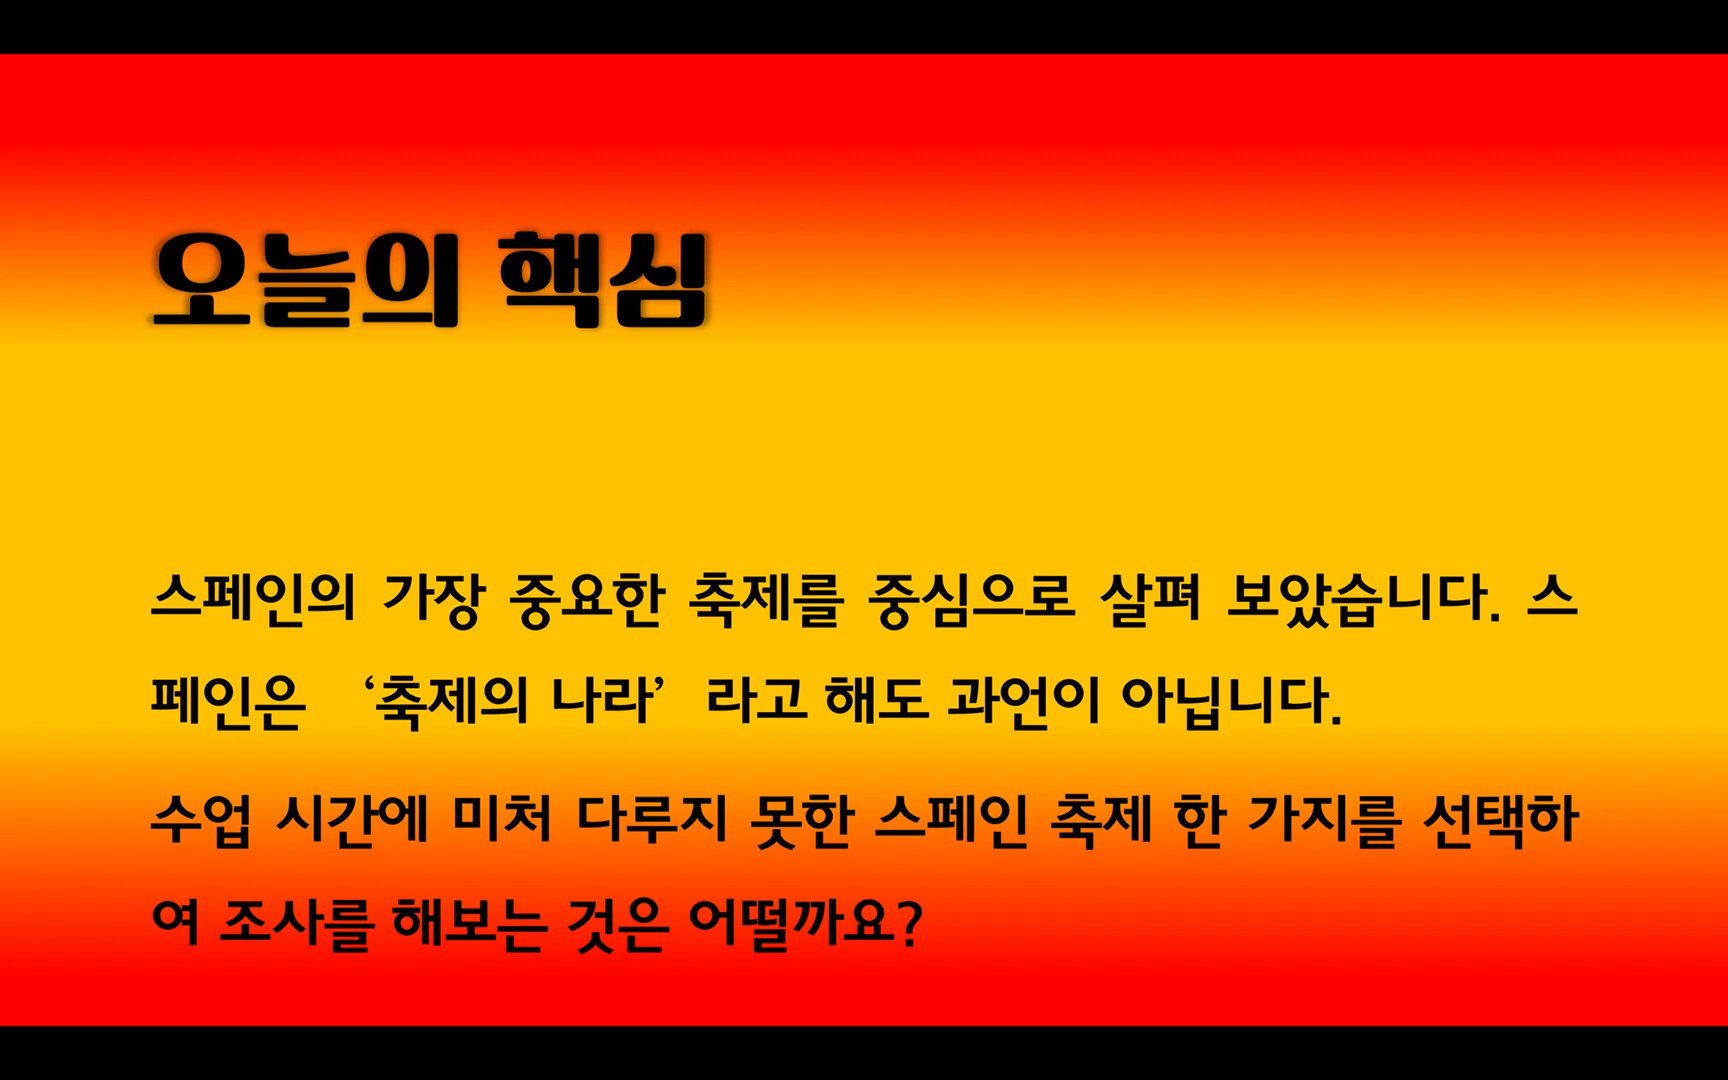 오늘의 핵심
스페인의 가장 중요한 축제를 중심으로 살펴 보았습니다. 스
페인은 ‘축제의 나라’ 라고 해도 과언이 아닙니다.
수업 시간에 미처 다루지 못한 스페인 축제 한 가지를 선택하
여 조사를 해보는 것은 어떨까요?